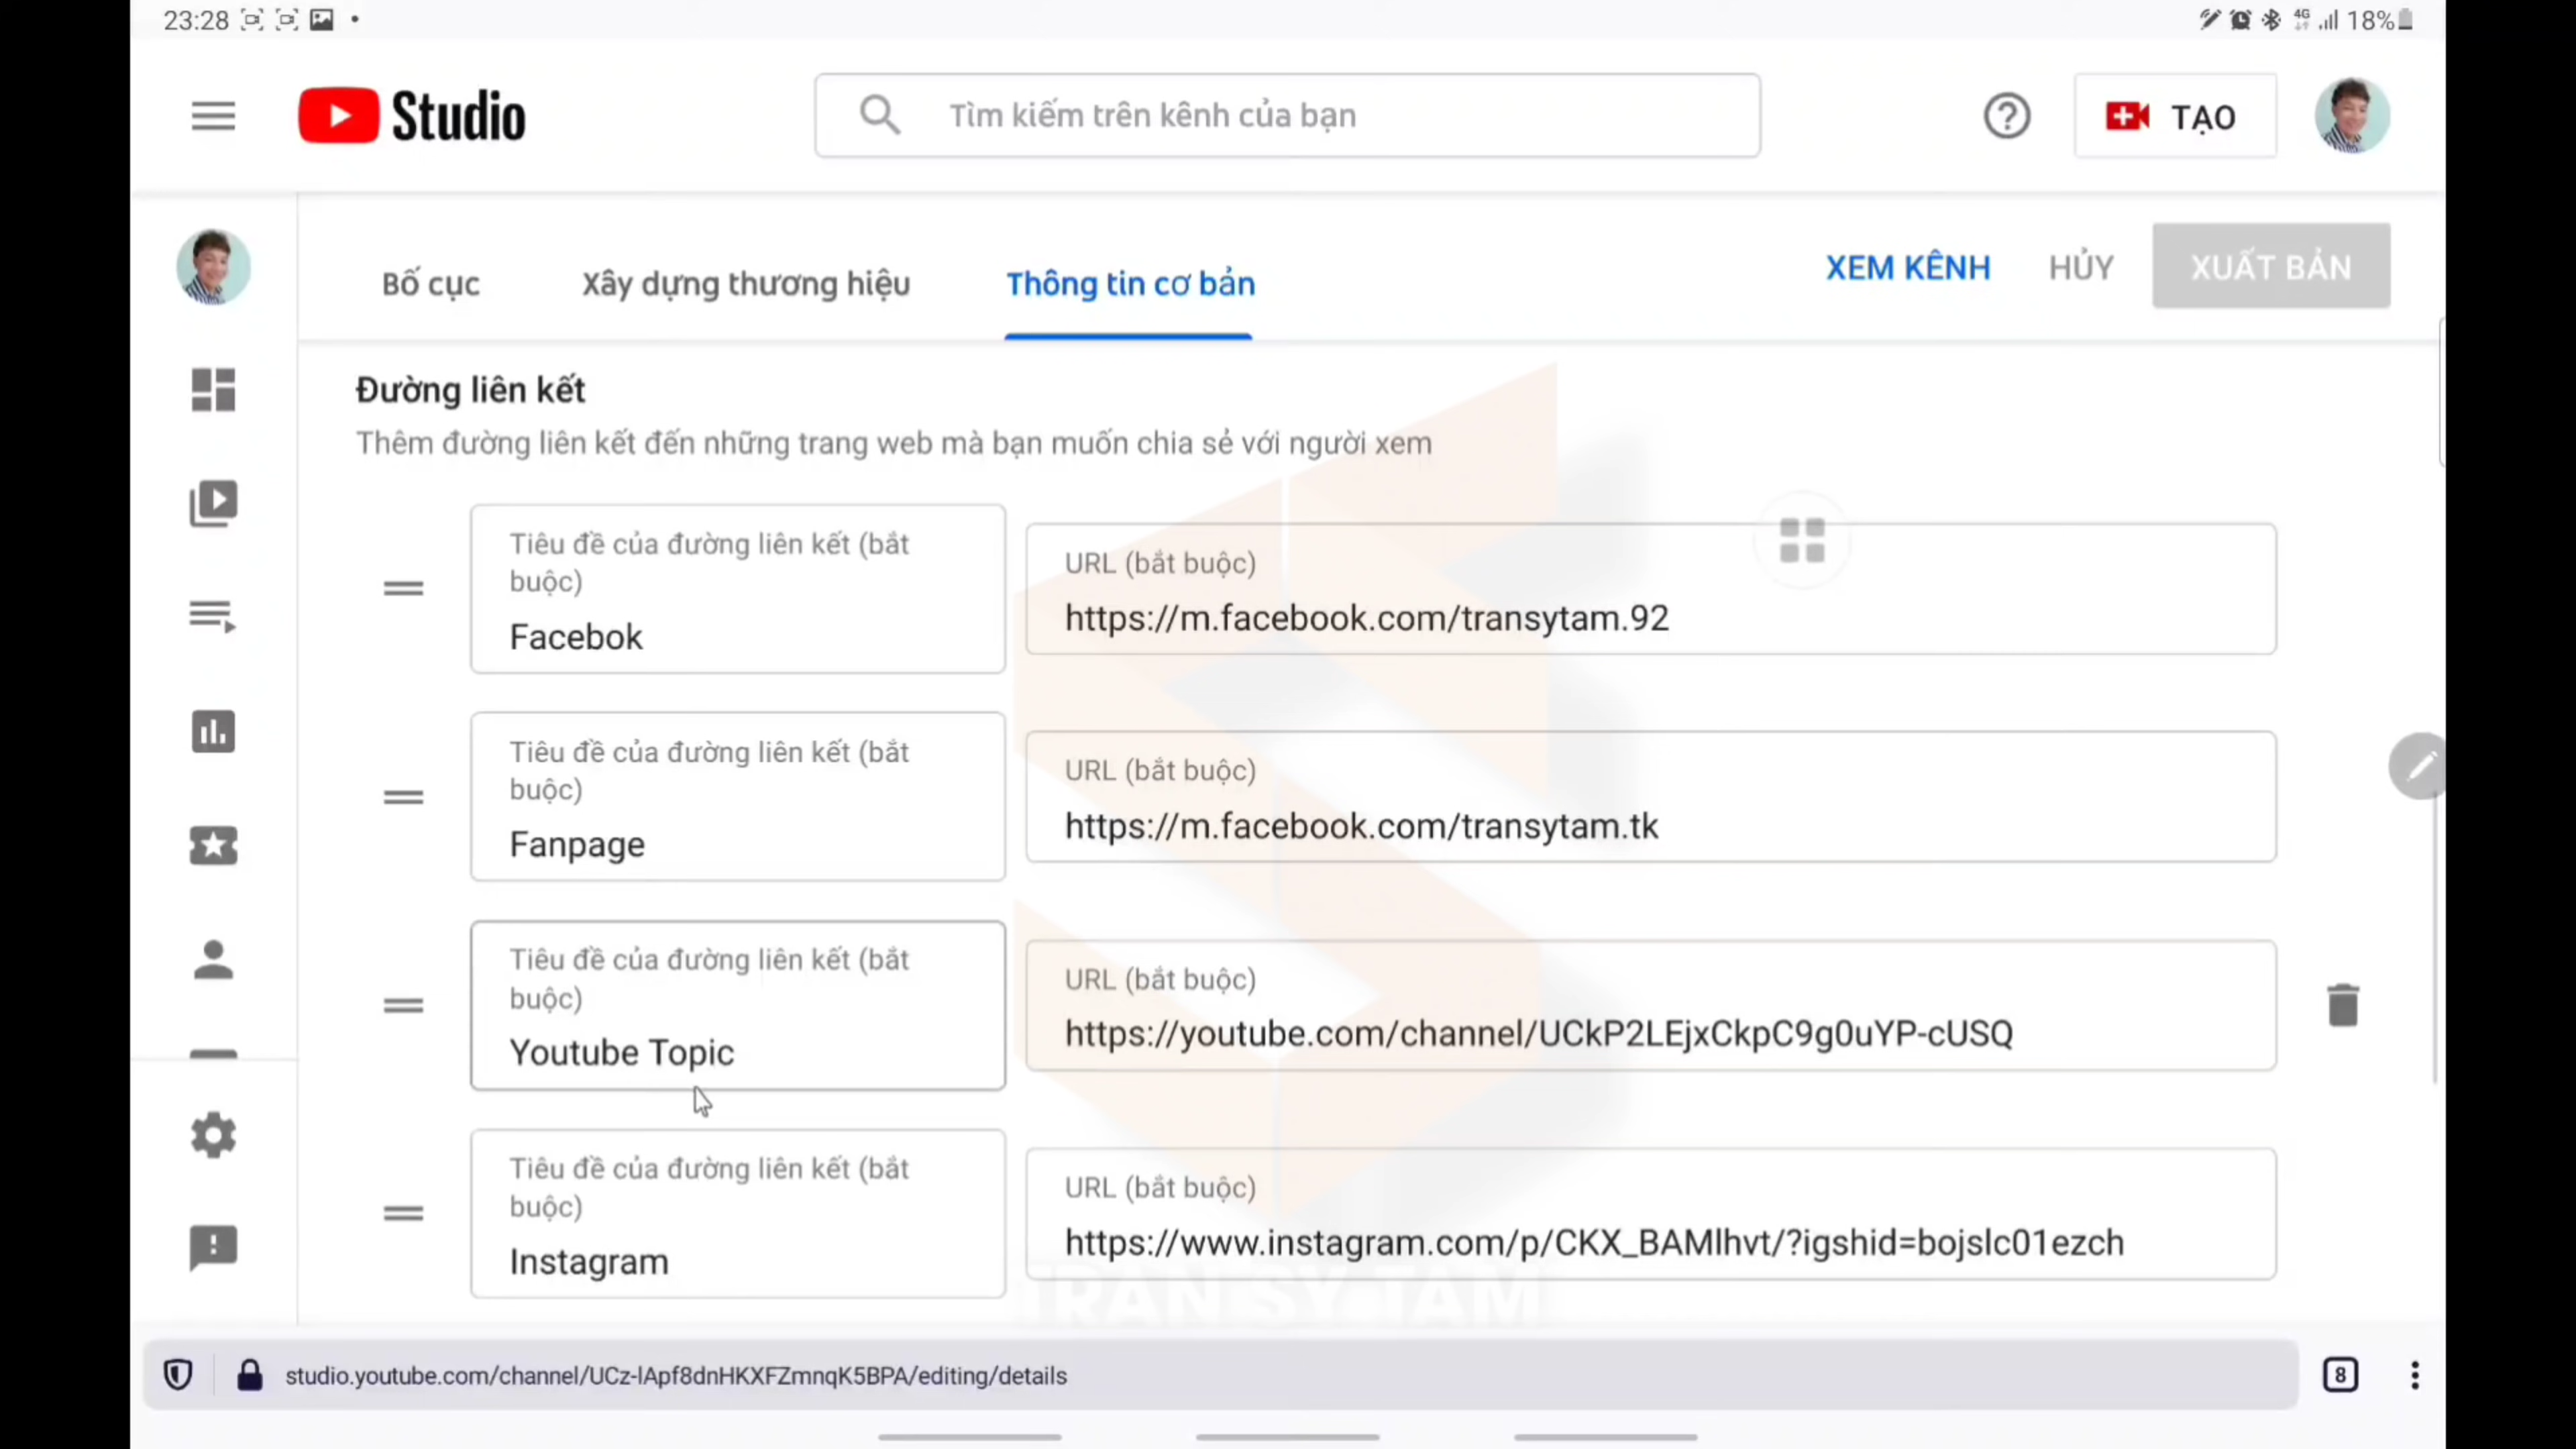 23:28
4G
18%
Studio
Tìm kiếm trên kênh của bạn
TẠO
Bố cục
Xây dựng thương hiệu
Thông tin cơ bản
XEM KÊNH
HỦY
XUẤT BẢN
Đường liên kết
Thêm đường liên kết đến những trang web mà bạn muốn chia sẻ với người xem
Tiêu đề của đường liên kết (bắt
buộc)
Facebok
URL (bắt buộc)
https://m.facebook.com/transytam.92
Tiêu đề của đường liên kết (bắt
buộc)
Fanpage
URL (bắt buộc)
https://m.facebook.com/transytam.tk
Tiêu đề của đường liên kết (bắt
buộc)
Youtube Topic
URL (bắt buộc)
https://youtube.com/channel/UCkP2LEjxCkpC9g0uYP-cUSQ
Tiêu đề của đường liên kết (bắt
buộc)
Instagram
URL (bắt buộc)
https://www.instagram.com/p/CKX_BAMlhvt/?igshid=bojslc01ezch
TRAN SY TAM
studio.youtube.com/channel/UCz-lApf8dnHKXFZmnqK5BPA/editing/details
8